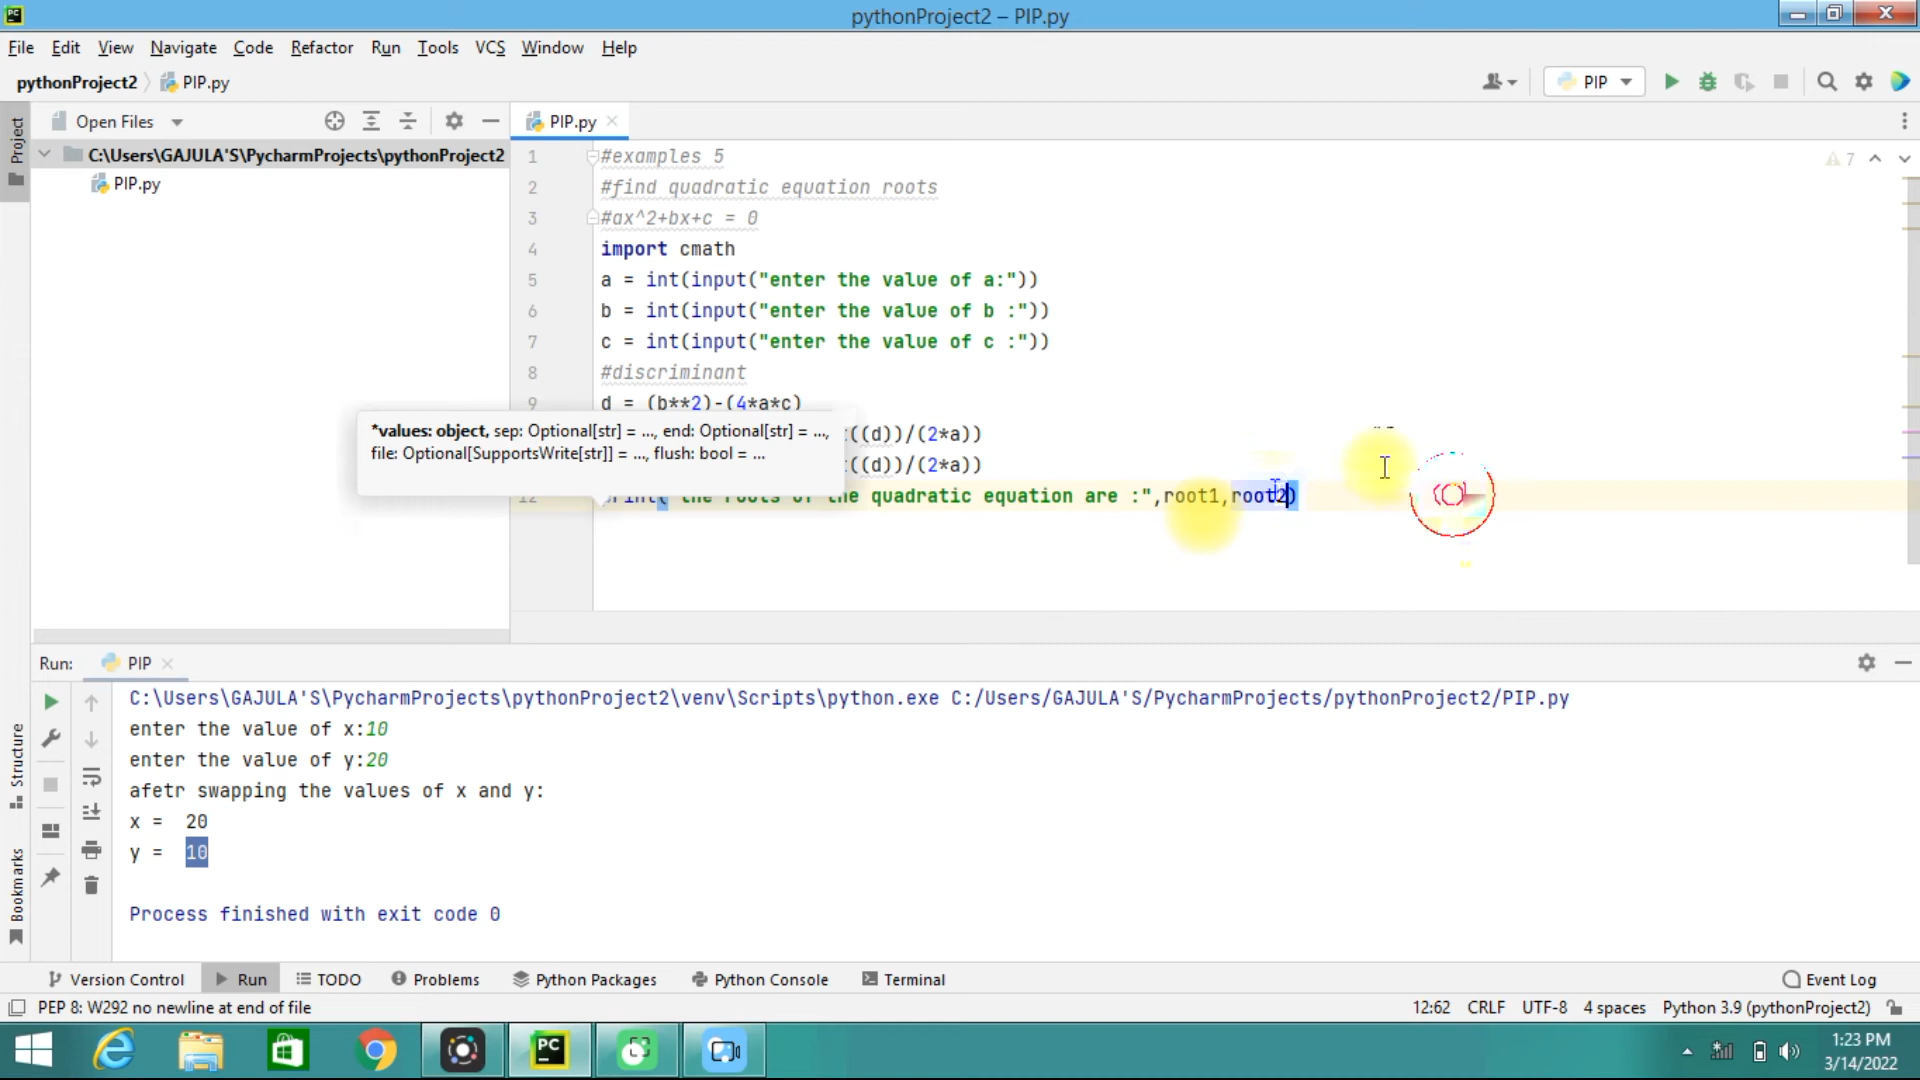 PC
pythonProject2 – PIP.py
File Edit View Navigate Code Refactor Run Tools VCS Window Help
pythonProject2 PIP.py
PIP
Project
Open Files
PIP.py
C:\Users\GAJULA'S\PycharmProjects\pythonProject2
PIP.py
7
1 #examples 5
2 #find quadratic equation roots
3 #ax^2+bx+c = 0
4 import cmath
5 a = int(input("enter the value of a:"))
6 b = int(input("enter the value of b :"))
7 c = int(input("enter the value of c :"))
8 #discriminant
9 d = (b**2)-(4*a*c)
*values: object, sep: Optional[str] = ..., end: Optional[str] = ...,
file: Optional[SupportsWrite[str]] = ..., flush: bool = ...
((d))/(2*a))
((d))/(2*a))
12 the roots of the quadratic equation are :",root1,root2)
Run: PIP
C:\Users\GAJULA'S\PycharmProjects\pythonProject2\venv\Scripts\python.exe C:/Users/GAJULA'S/PycharmProjects/pythonProject2/PIP.py
enter the value of x:10
enter the value of y:20
afetr swapping the values of x and y:
x =  20
y =  10
Process finished with exit code 0
Structure
Bookmarks
Version Control Run TODO Problems Python Packages Python Console Terminal Event Log
PEP 8: W292 no newline at end of file 12:62 CRLF UTF-8 4 spaces Python 3.9 (pythonProject2)
PC
1:23 PM
3/14/2022